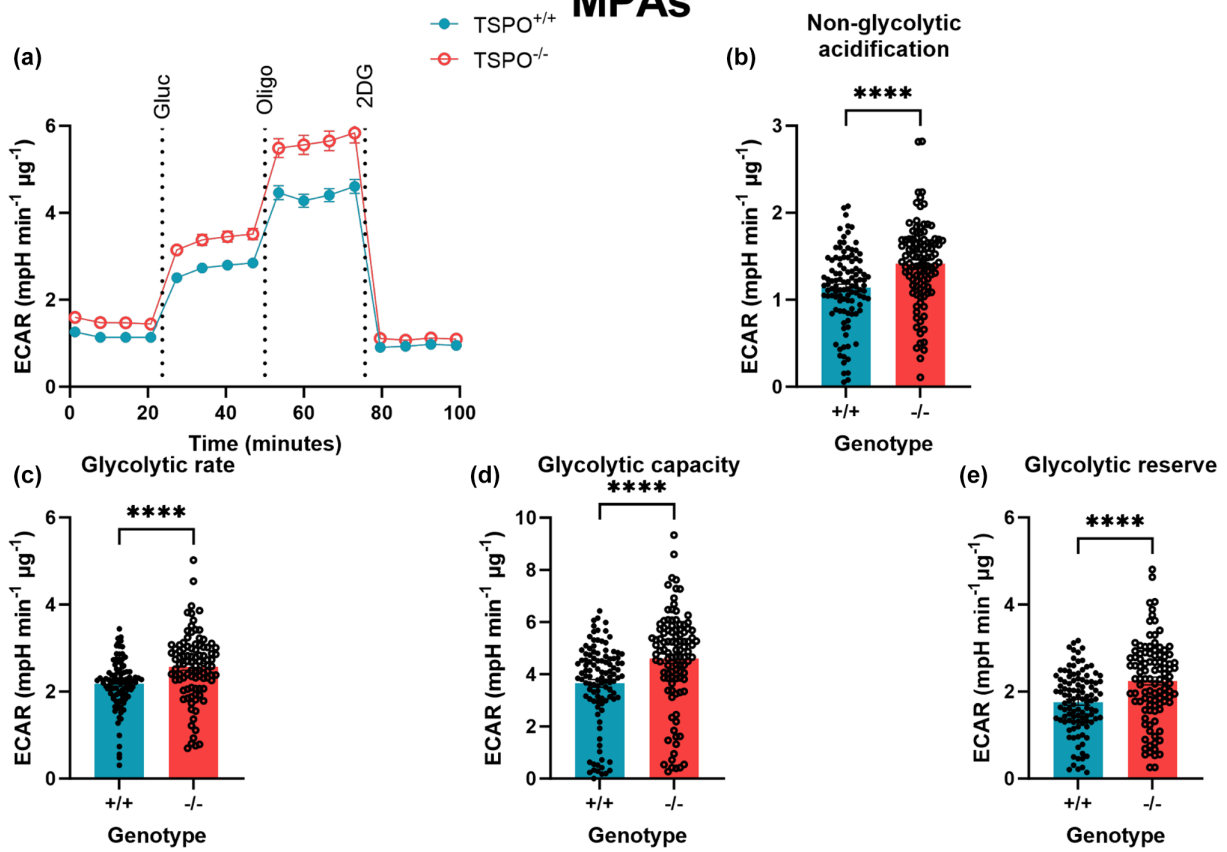 MPAs
TSPO+/+
TSPO-/-
(a)
Gluc
Oligo
2DG
ECAR (mpH min-1 µg-1)
6
4
2
0
0 20 40 60 80 100
Time (minutes)
(b)
Non-glycolytic
acidification
****
ECAR (mpH min-1 µg-1)
3
2
1
0
+/+ -/-
Genotype
(c)
Glycolytic rate
****
ECAR (mpH min-1 µg-1)
6
4
2
0
+/+ -/-
Genotype
(d)
Glycolytic capacity
****
ECAR (mpH min-1 µg-1)
10
8
6
4
2
0
+/+ -/-
Genotype
(e)
Glycolytic reserve
****
ECAR (mpH min-1µg-1)
6
4
2
0
+/+ -/-
Genotype